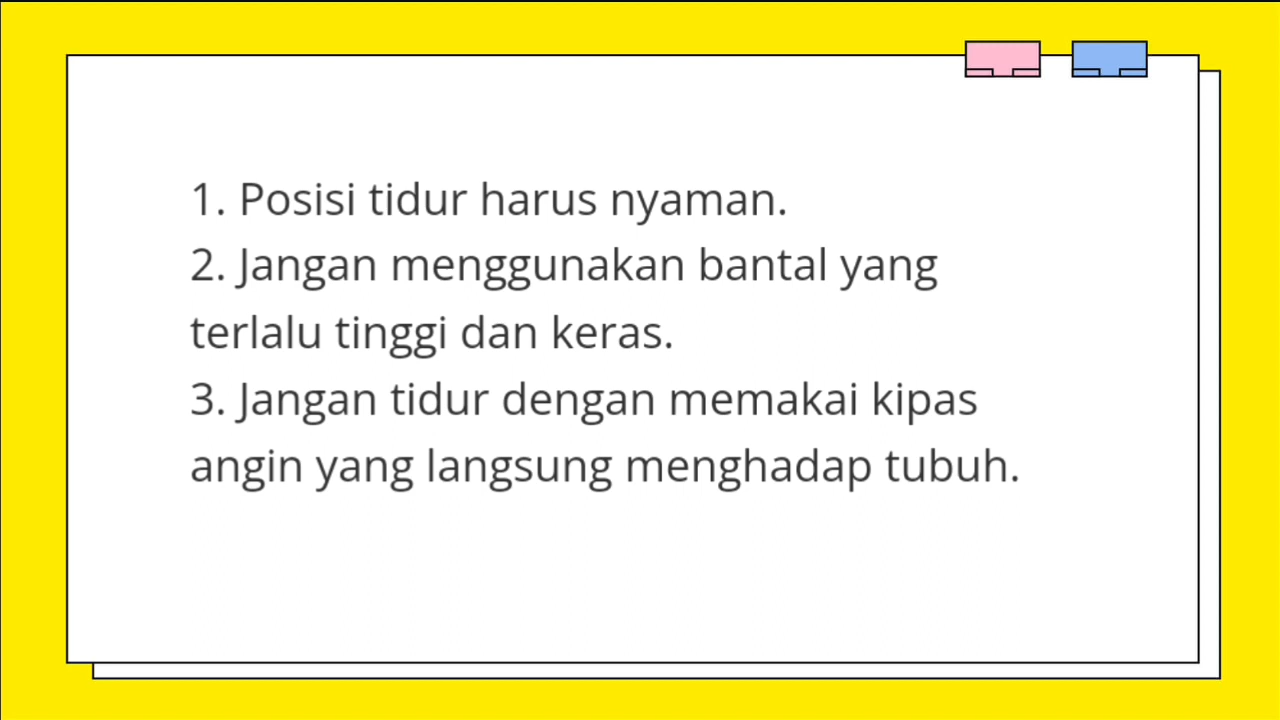 1. Posisi tidur harus nyaman.
2. Jangan menggunakan bantal yang
terlalu tinggi dan keras.
3. Jangan tidur dengan memakai kipas
angin yang langsung menghadap tubuh.